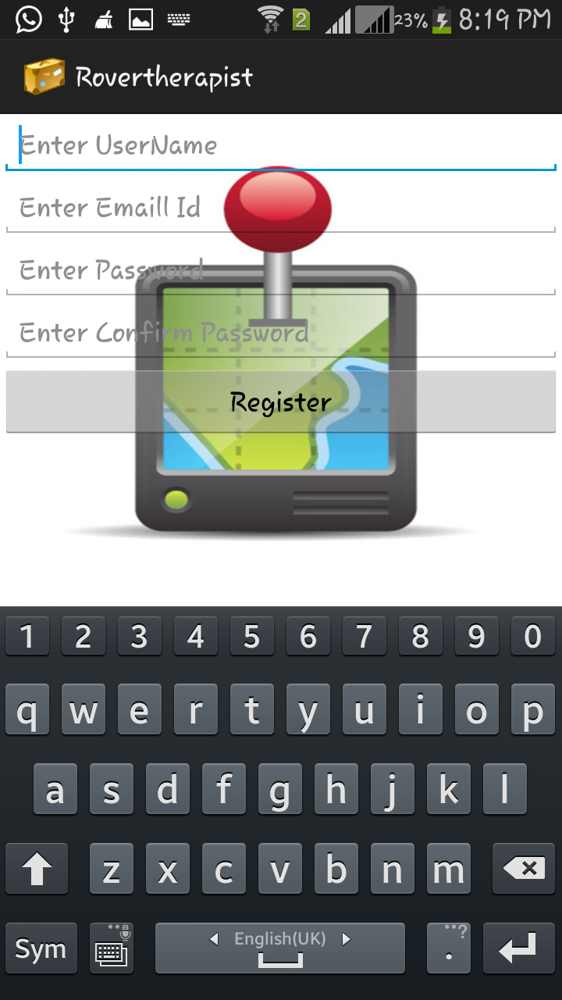 2 23% 8:19 PM
Rovertherapist
Enter UserName
Enter Emaill Id
Enter Password
Enter Confirm Password
Register
1 2 3 4 5 6 7 8 9 0
q w e r t y u i o p
a s d f g h j k l
z x c v b n m
Sym English(UK) . ?